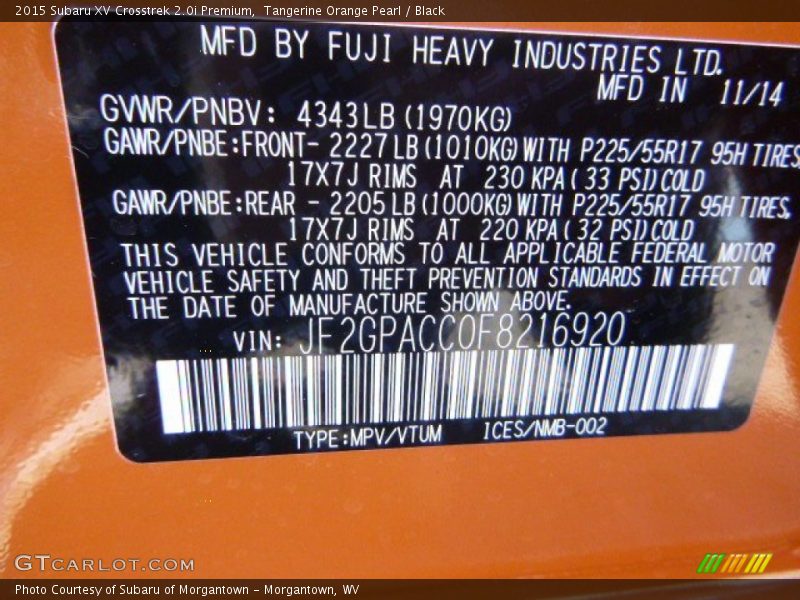 2015 Subaru XV Crosstrek 2.0i Premium, Tangerine Orange Pearl / Black
MFD BY FUJI HEAVY INDUSTRIES LTD.
MFD IN 11/14
GVWR/PNBV: 4343LB (1970KG)
GAWR/PNBE:FRONT- 2227 LB (1010KG) WITH P225/55R17 95H TIRES
17X7J RIMS AT 230 KPA ( 33 PSI) COLD
GAWR/PNBE:REAR - 2205 LB (1000KG) WITH P225/55R17 95H TIRES,
17X7J RIMS AT 220 KPA ( 32 PSI) COLD
THIS VEHICLE CONFORMS TO ALL APPLICABLE FEDERAL MOTOR
VEHICLE SAFETY AND THEFT PREVENTION STANDARDS IN EFFECT ON
THE DATE OF MANUFACTURE SHOWN ABOVE.
VIN: JF2GPACC0F8216920
TYPE:MPV/VTUM ICES/NMB-002
GTCARLOT.COM
Photo Courtesy of Subaru of Morgantown - Morgantown, WV